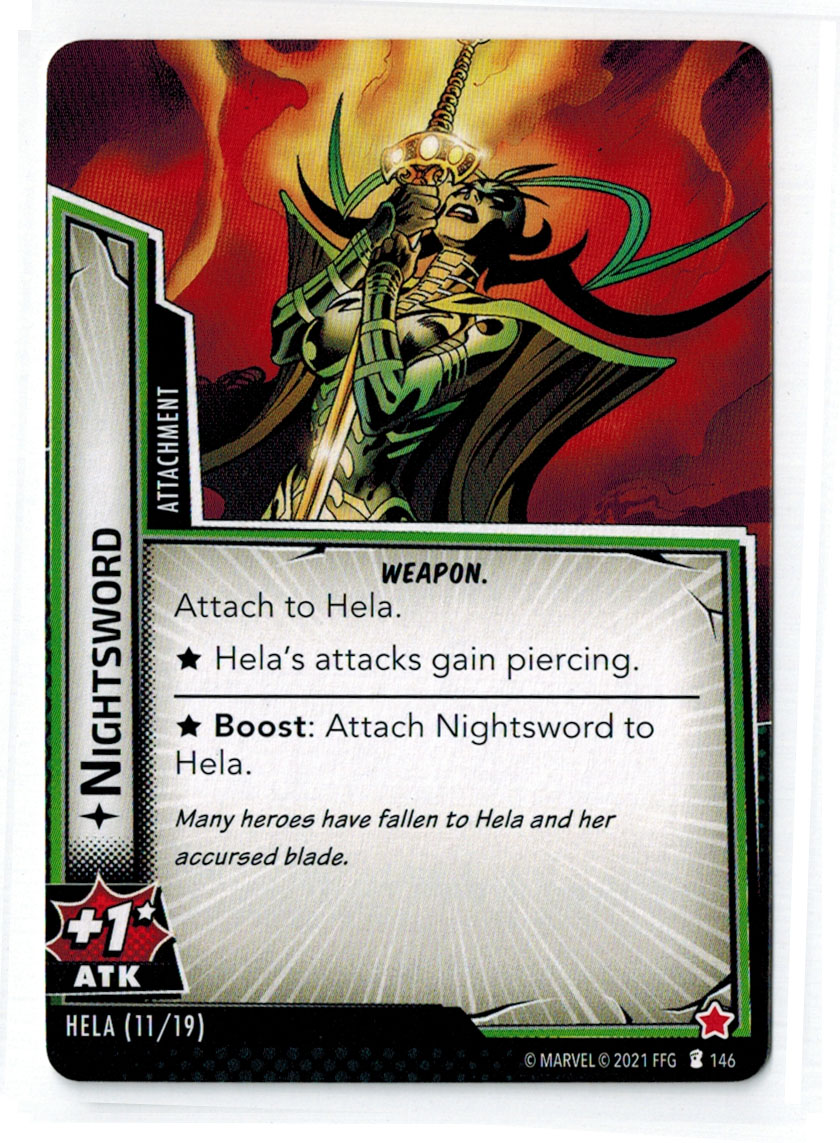 ATTACHMENT
NIGHTSWORD
WEAPON.
Attach to Hela.
★ Hela's attacks gain piercing.
★ Boost: Attach Nightsword to
Hela.
Many heroes have fallen to Hela and her
accursed blade.
+1★
ATK
HELA (11/19)
© MARVEL © 2021 FFG 146